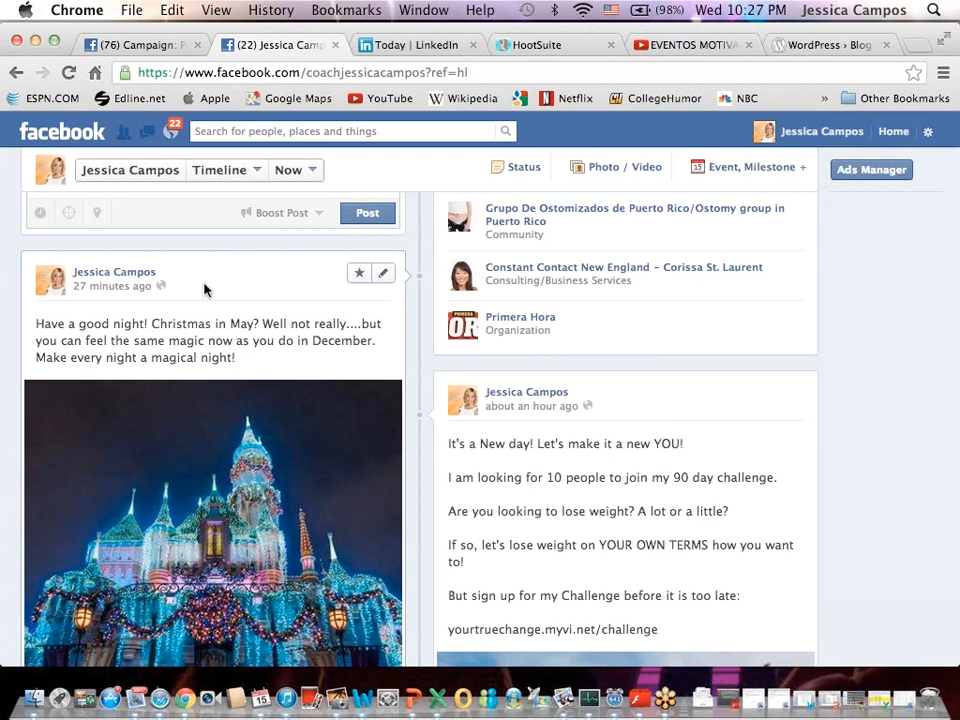 Chrome File Edit View History Bookmarks Window Help (98%) Wed 10:27 PM Jessica Campos
(76) Campaign: P
(22) Jessica Camp
Today | LinkedIn
HootSuite
EVENTOS MOTIVA
WordPress › Blog
https://www.facebook.com/coachjessicacampos?ref=hl
ESPN.COM Edline.net Apple Google Maps YouTube Wikipedia Netflix CollegeHumor NBC » Other Bookmarks
facebook 22 Search for people, places and things Jessica Campos Home
Jessica Campos Timeline Now Status Photo / Video Event, Milestone + Ads Manager
Boost Post Post
Jessica Campos
27 minutes ago
Have a good night! Christmas in May? Well not really....but
you can feel the same magic now as you do in December.
Make every night a magical night!
Grupo De Ostomizados de Puerto Rico/Ostomy group in
Puerto Rico
Community
Constant Contact New England – Corissa St. Laurent
Consulting/Business Services
Primera Hora
Organization
Jessica Campos
about an hour ago
It's a New day! Let's make it a new YOU!
I am looking for 10 people to join my 90 day challenge.
Are you looking to lose weight? A lot or a little?
If so, let's lose weight on YOUR OWN TERMS how you want
to!
But sign up for my Challenge before it is too late:
yourtruechange.myvi.net/challenge